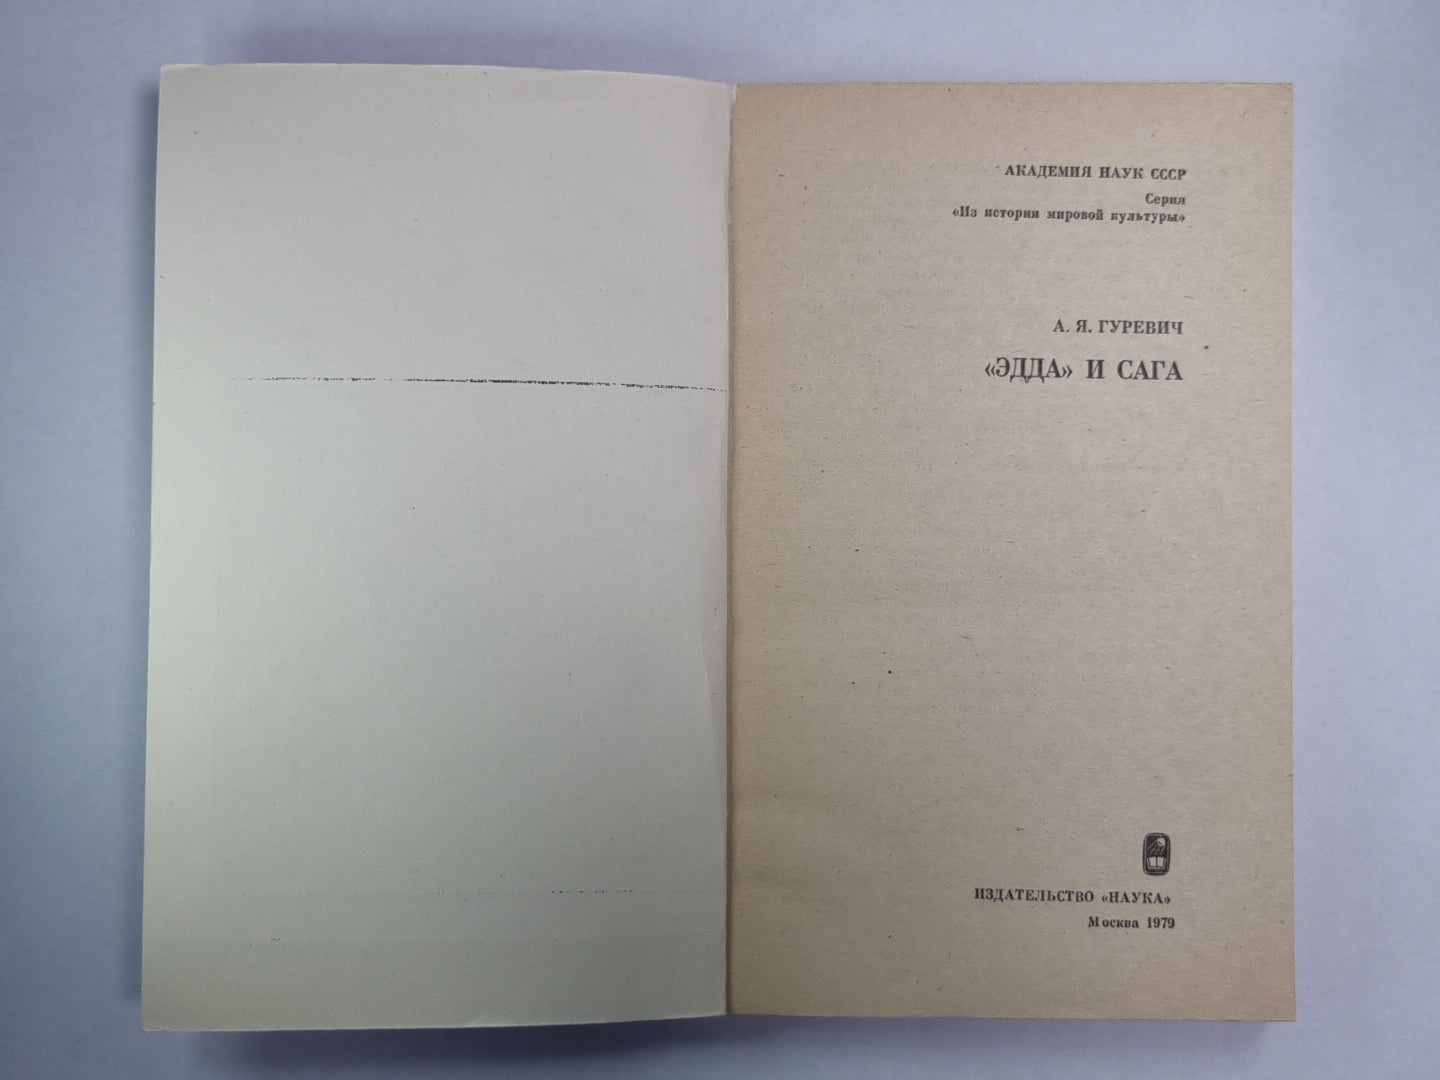 АКАДЕМИЯ НАУК СССР
Серия
«Из истории мировой культуры»
А. Я. ГУРЕВИЧ
«ЭДДА» И САГА
ИЗДАТЕЛЬСТВО «НАУКА»
Москва 1979